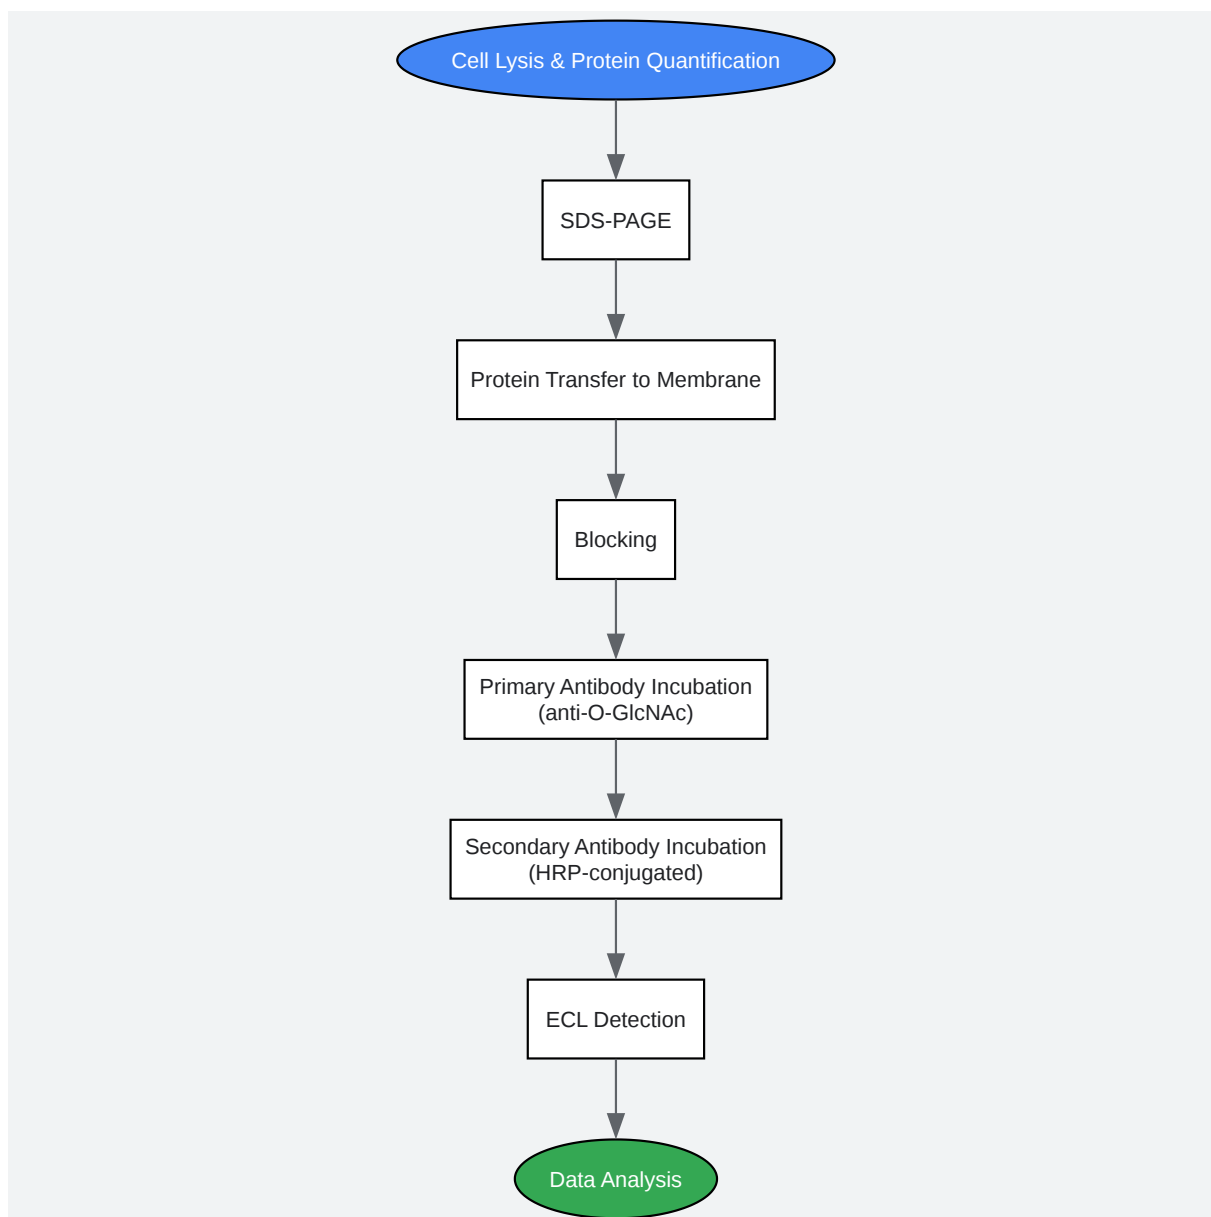 Cell Lysis & Protein Quantification
SDS-PAGE
Protein Transfer to Membrane
Blocking
Primary Antibody Incubation
(anti-O-GlcNAc)
Secondary Antibody Incubation
(HRP-conjugated)
ECL Detection
Data Analysis